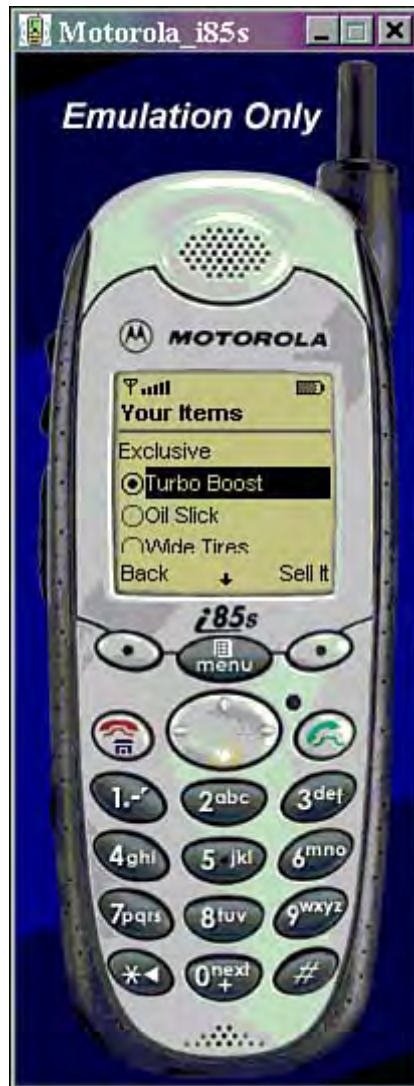 Motorola_i85s
Emulation Only
MOTOROLA
Your Items
Exclusive
Turbo Boost
Oil Slick
Wide Tires
Back Sell It
i85s
menu
1.-
2abc
3def
4ghi
5 jkl
6mno
7pqrs
8tuv
9wxyz
*
0next
+
#